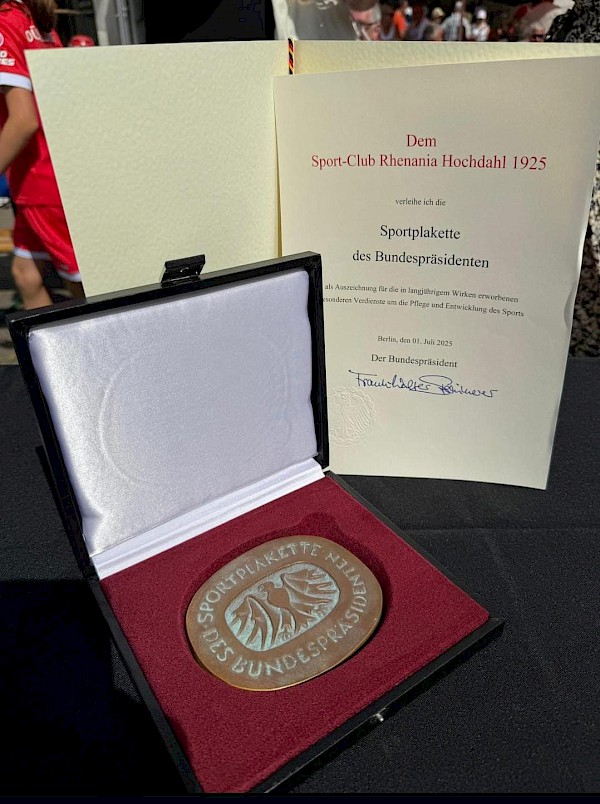 Dem
Sport-Club Rhenania Hochdahl 1925
verleihe ich die
Sportplakette
des Bundespräsidenten
als Auszeichnung für die in langjährigem Wirken erworbenen
besonderen Verdienste um die Pflege und Entwicklung des Sports
Berlin, den 01. Juli 2025
Der Bundespräsident
SPORTPLAKETTE
DES BUNDESPRÄSIDENTEN